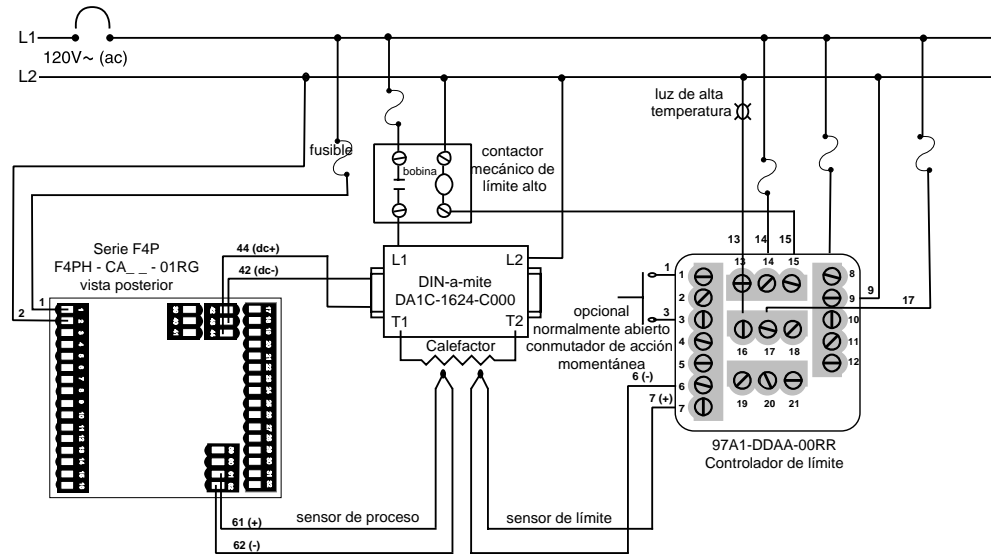 L1
120V~ (ac)
L2
fusible
bobina
contactor
mecánico de
límite alto
luz de alta
temperatura
Serie F4P
F4PH - CA_ _ - 01RG
vista posterior
44 (dc+)
42 (dc-)
L1
L2
DIN-a-mite
DA1C-1624-C000
T1
T2
Calefactor
opcional
normalmente abierto
conmutador de acción
momentánea
1
3
13
14
15
9
17
1
2
3
4
5
6
7
13
14
15
16
17
18
19
20
21
8
9
10
11
12
6 (-)
7 (+)
97A1-DDAA-00RR
Controlador de límite
1
2
61 (+)
sensor de proceso
62 (-)
sensor de límite